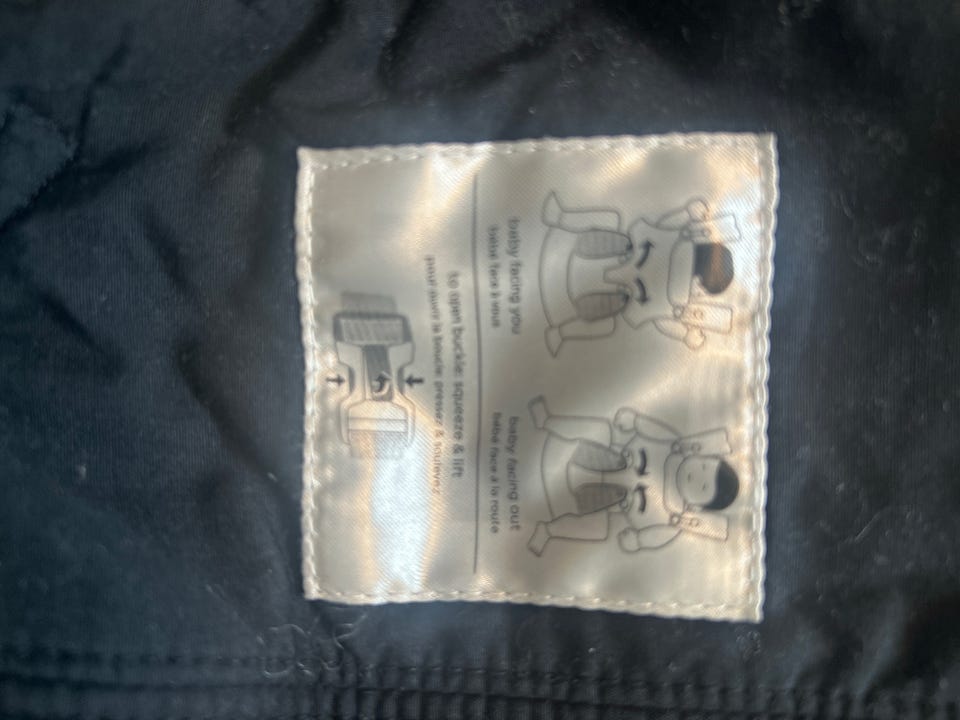 baby facing you
bébé face à vous
baby facing out
bébé face à la route
to open buckle: squeeze & lift
pour ouvrir la boucle: pressez & soulevez